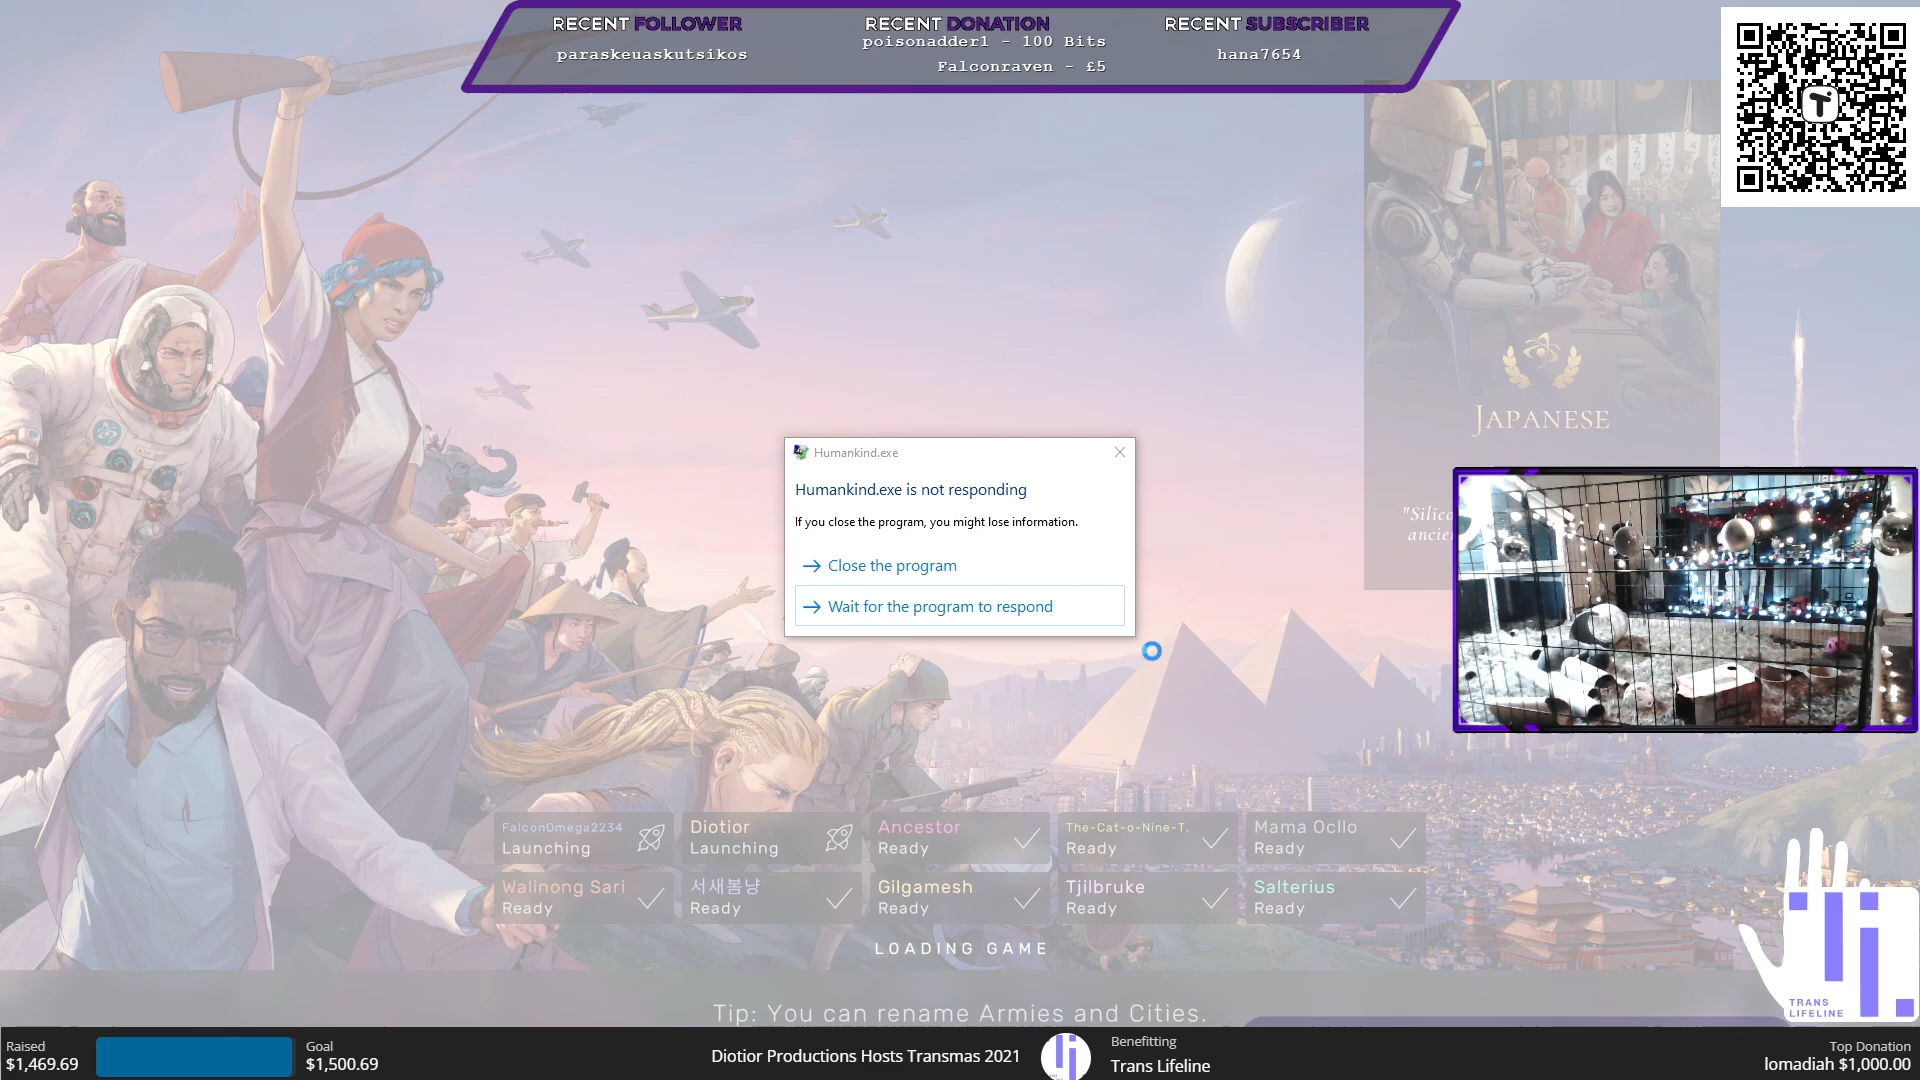 RECENT FOLLOWER
paraskeuaskutsikos
RECENT DONATION
poisonadder1 - 100 Bits
Falconraven - £5
RECENT SUBSCRIBER
hana7654
JAPANESE
"Silico
ancie
Humankind.exe
Humankind.exe is not responding
If you close the program, you might lose information.
Close the program
Wait for the program to respond
FalconOmega2234
Launching
Diotior
Launching
Ancestor
Ready
The-Cat-o-Nine-T.
Ready
Mama Ocllo
Ready
Walinong Sari
Ready
서새봄냥
Ready
Gilgamesh
Ready
Tjilbruke
Ready
Salterius
Ready
LOADING GAME
Tip: You can rename Armies and Cities.
TRANS
LIFELINE
Raised
$1,469.69
Goal
$1,500.69
Diotior Productions Hosts Transmas 2021
Benefitting
Trans Lifeline
Top Donation
lomadiah $1,000.00